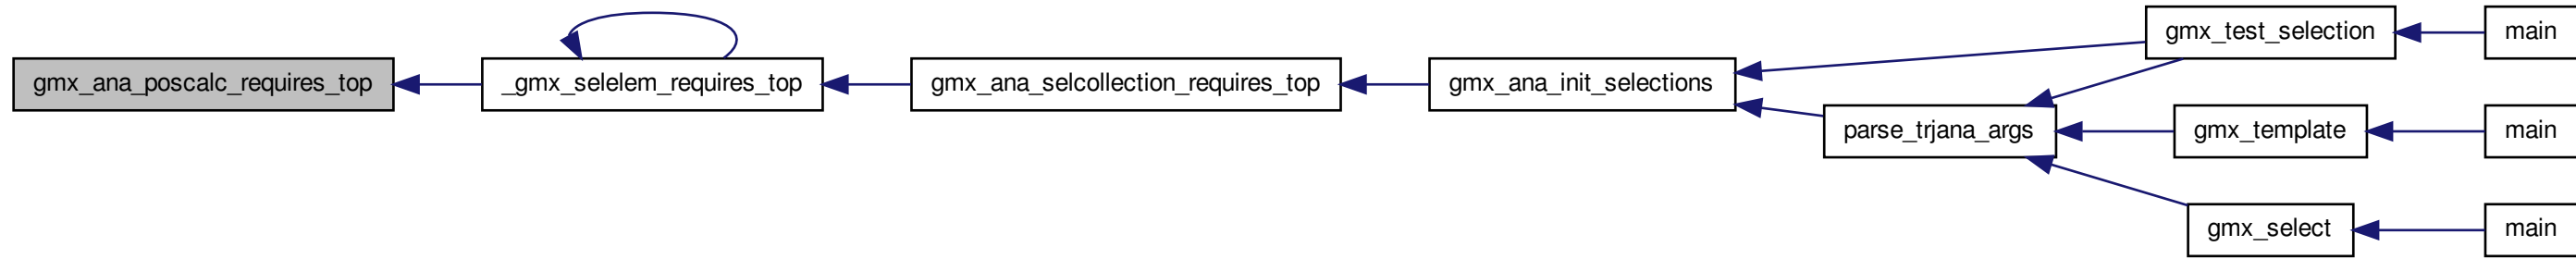 gmx_ana_poscalc_requires_top
_gmx_selelem_requires_top
gmx_ana_selcollection_requires_top
gmx_ana_init_selections
gmx_test_selection
main
parse_trjana_args
gmx_template
main
gmx_select
main